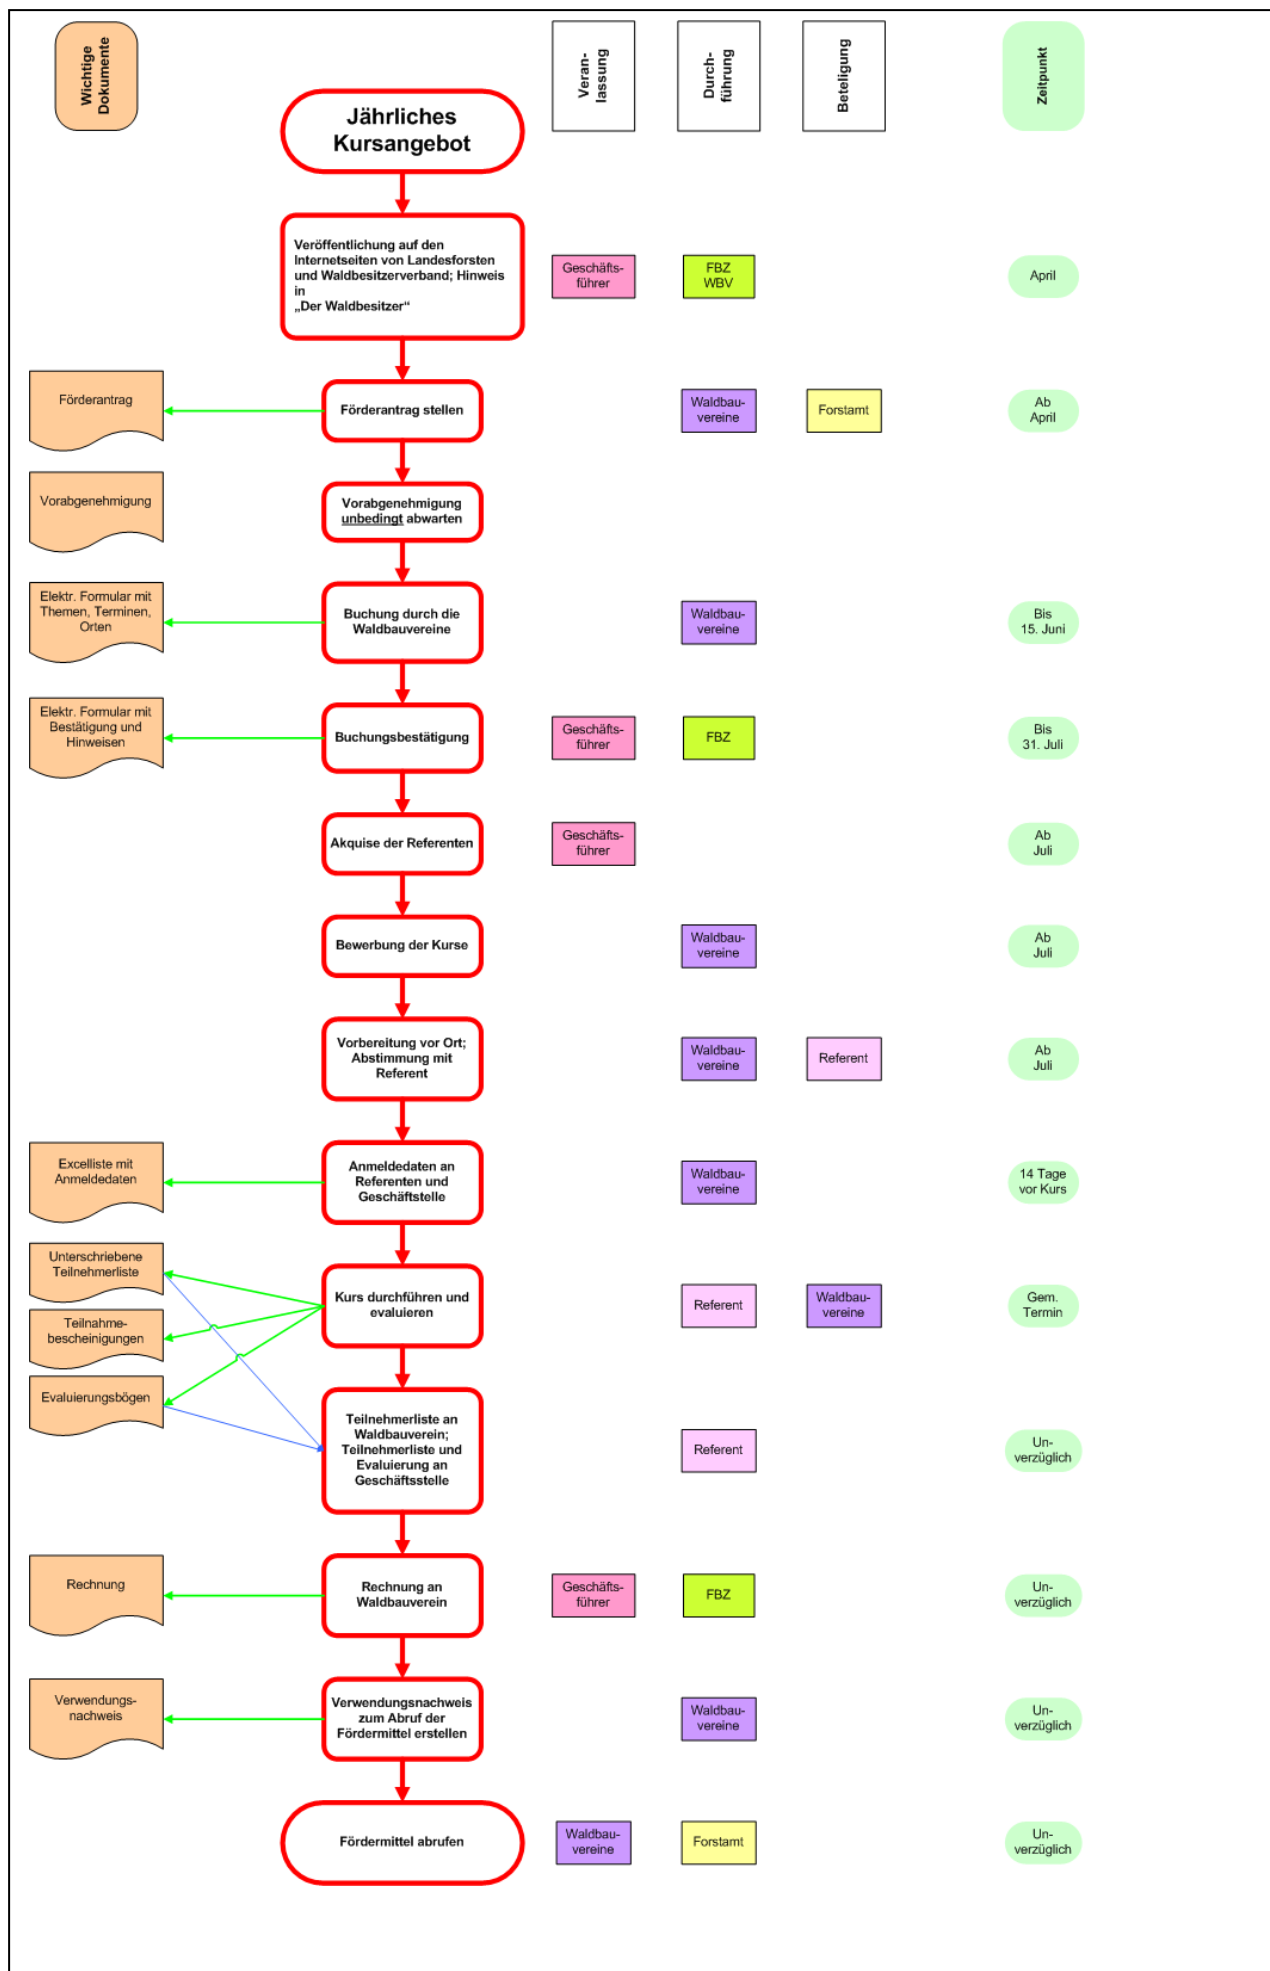 Wichtige
Dokumente
Veran-
lassung
Durch-
führung
Beteiligung
Zeitpunkt
Jährliches
Kursangebot
Veröffentlichung auf den
Internetseiten von Landesforsten
und Waldbesitzerverband; Hinweis
in
„Der Waldbesitzer“
Geschäfts-
führer
FBZ
WBV
April
Förderantrag
Förderantrag stellen
Waldbau-
vereine
Forstamt
Ab
April
Vorabgenehmigung
Vorabgenehmigung
unbedingt abwarten
Elektr. Formular mit
Themen, Terminen,
Orten
Buchung durch die
Waldbauvereine
Waldbau-
vereine
Bis
15. Juni
Elektr. Formular mit
Bestätigung und
Hinweisen
Buchungsbestätigung
Geschäfts-
führer
FBZ
Bis
31. Juli
Akquise der Referenten
Geschäfts-
führer
Ab
Juli
Bewerbung der Kurse
Waldbau-
vereine
Ab
Juli
Vorbereitung vor Ort;
Abstimmung mit
Referent
Waldbau-
vereine
Referent
Ab
Juli
Excelliste mit
Anmeldedaten
Anmeldedaten an
Referenten und
Geschäftstelle
Waldbau-
vereine
14 Tage
vor Kurs
Unterschriebene
Teilnehmerliste
Teilnahme-
bescheinigungen
Evaluierungsbögen
Kurs durchführen und
evaluieren
Referent
Waldbau-
vereine
Gem.
Termin
Teilnehmerliste an
Waldbauverein;
Teilnehmerliste und
Evaluierung an
Geschäftsstelle
Referent
Un-
verzüglich
Rechnung
Rechnung an
Waldbauverein
Geschäfts-
führer
FBZ
Un-
verzüglich
Verwendungs-
nachweis
Verwendungsnachweis
zum Abruf der
Fördermittel erstellen
Waldbau-
vereine
Un-
verzüglich
Fördermittel abrufen
Waldbau-
vereine
Forstamt
Un-
verzüglich